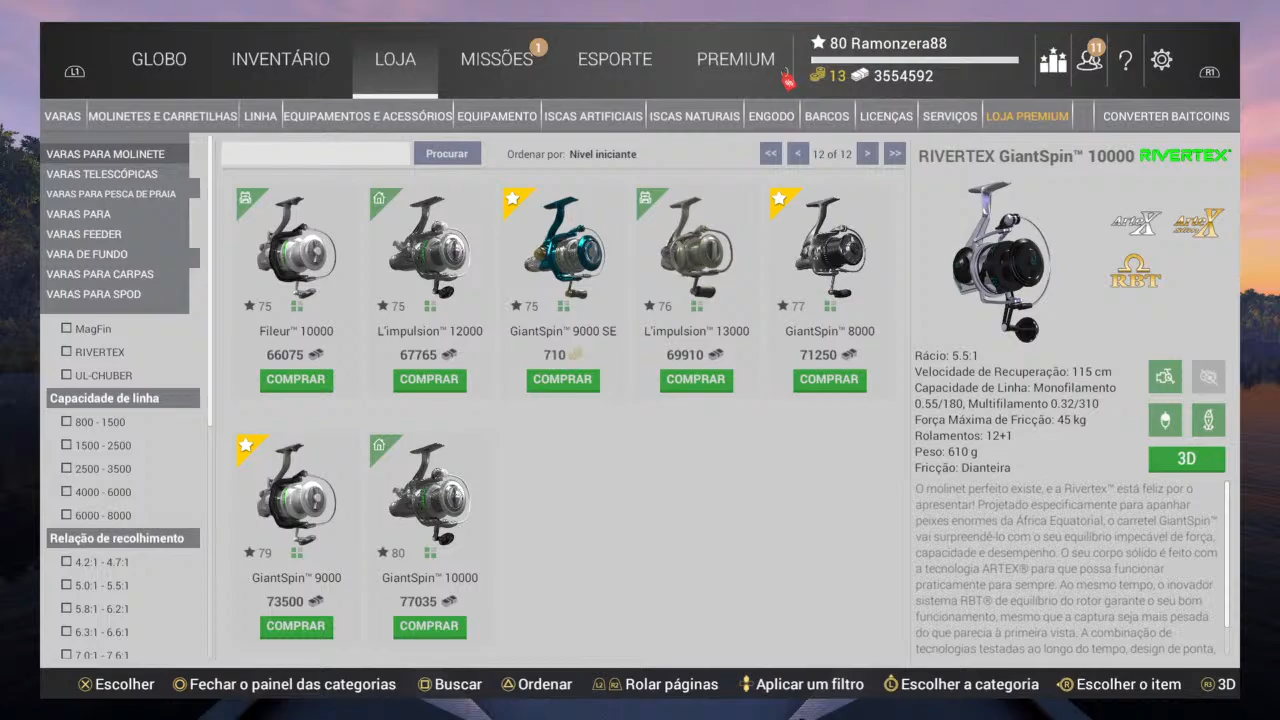 L1
GLOBO
INVENTÁRIO
LOJA
MISSÕES
1
ESPORTE
PREMIUM
%
80 Ramonzera88
13 3554592
11
?
R1
VARAS
MOLINETES E CARRETILHAS
LINHA
EQUIPAMENTOS E ACESSÓRIOS
EQUIPAMENTO
ISCAS ARTIFICIAIS
ISCAS NATURAIS
ENGODO
BARCOS
LICENÇAS
SERVIÇOS
LOJA PREMIUM
CONVERTER BAITCOINS
VARAS PARA MOLINETE
VARAS TELESCÓPICAS
VARAS PARA PESCA DE PRAIA
VARAS PARA
VARAS FEEDER
VARA DE FUNDO
VARAS PARA CARPAS
VARAS PARA SPOD
MagFin
RIVERTEX
UL-CHUBER
Capacidade de linha
800 - 1500
1500 - 2500
2500 - 3500
4000 - 6000
6000 - 8000
Relação de recolhimento
4.2:1 - 4.7:1
5.0:1 - 5.5:1
5.8:1 - 6.2:1
6.3:1 - 6.6:1
7.0:1 - 7.6:1
Procurar
Ordenar por: Nível iniciante
<<
<
12 of 12
>
>>
75
Fileur™ 10000
66075
COMPRAR
75
L'impulsion™ 12000
67765
COMPRAR
75
GiantSpin™ 9000 SE
710
COMPRAR
76
L'impulsion™ 13000
69910
COMPRAR
77
GiantSpin™ 8000
71250
COMPRAR
79
GiantSpin™ 9000
73500
COMPRAR
80
GiantSpin™ 10000
77035
COMPRAR
RIVERTEX GiantSpin™ 10000 RIVERTEX™
Artex
Artex
RBT
Rácio: 5.5:1
Velocidade de Recuperação: 115 cm
Capacidade de Linha: Monofilamento
0.55/180, Multifilamento 0.32/310
Força Máxima de Fricção: 45 kg
Rolamentos: 12+1
Peso: 610 g
Fricção: Dianteira
3D
O molinet perfeito existe, e a Rivertex™ está feliz por o
apresentar! Projetado especificamente para apanhar
peixes enormes da África Equatorial, o carretel GiantSpin™
vai surpreendê-lo com o seu equilíbrio impecável de força,
capacidade e desempenho. O seu corpo sólido é feito com
a tecnologia ARTEX® para que possa funcionar
praticamente para sempre. Ao mesmo tempo, o inovador
sistema RBT® de equilíbrio do rotor garante o seu bom
funcionamento, mesmo que a captura seja mais pesada
do que parecia à primeira vista. A combinação de
tecnologias testadas ao longo do tempo, design de ponta,
Escolher
Fechar o painel das categorias
Buscar
Ordenar
L2 R2 Rolar páginas
Aplicar um filtro
L Escolher a categoria
R Escolher o item
R3 3D